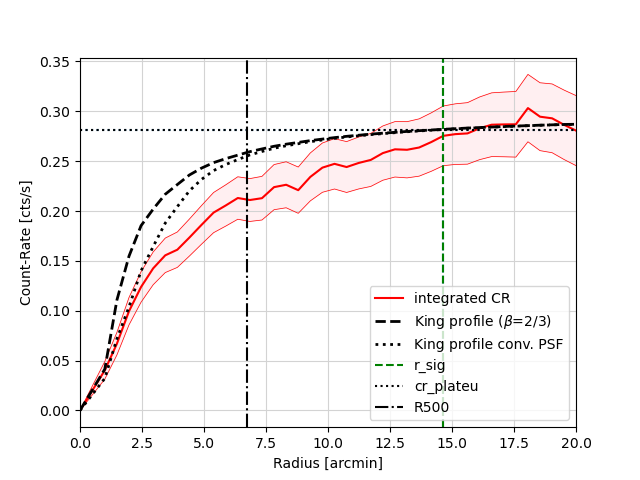 0.35
0.30
0.25
0.20
0.15
0.10
0.05
0.00
Count-Rate [cts/s]
integrated CR
King profile (β=2/3)
King profile conv. PSF
r_sig
cr_plateu
R500
0.0 2.5 5.0 7.5 10.0 12.5 15.0 17.5 20.0
Radius [arcmin]